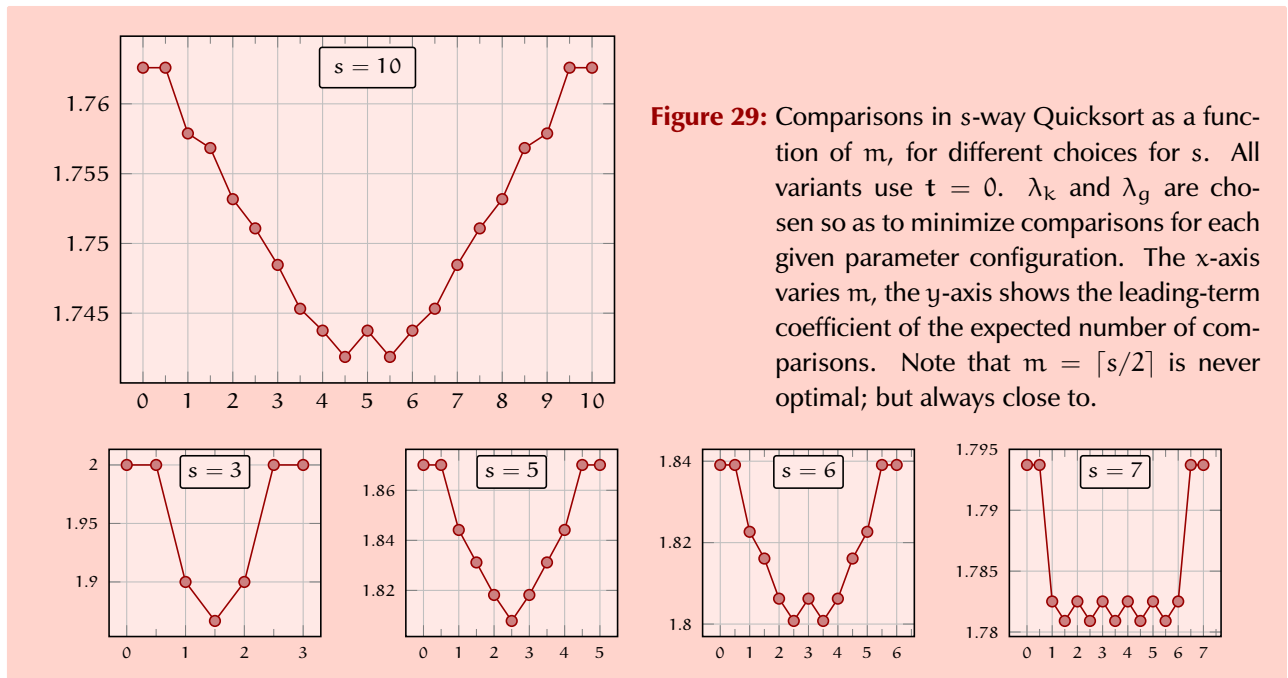 s = 10
1.76
1.755
1.75
1.745
0 1 2 3 4 5 6 7 8 9 10
Figure 29: Comparisons in s-way Quicksort as a func-
tion of m, for different choices for s. All
variants use t = 0. λk and λg are cho-
sen so as to minimize comparisons for each
given parameter configuration. The x-axis
varies m, the y-axis shows the leading-term
coefficient of the expected number of com-
parisons. Note that m = ⌈s/2⌉ is never
optimal; but always close to.
s = 3
2
1.95
1.9
0 1 2 3
s = 5
1.86
1.84
1.82
0 1 2 3 4 5
s = 6
1.84
1.82
1.8
0 1 2 3 4 5 6
s = 7
1.795
1.79
1.785
1.78
0 1 2 3 4 5 6 7